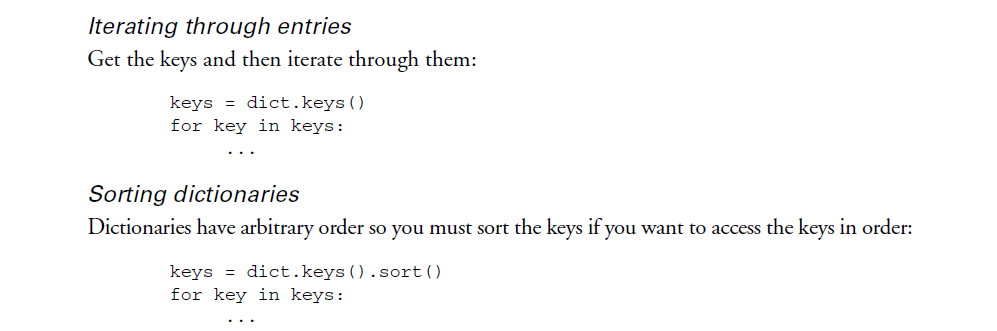 Iterating through entries
Get the keys and then iterate through them:
keys = dict.keys()
for key in keys:
...
Sorting dictionaries
Dictionaries have arbitrary order so you must sort the keys if you want to access the keys in order:
keys = dict.keys().sort()
for key in keys:
...